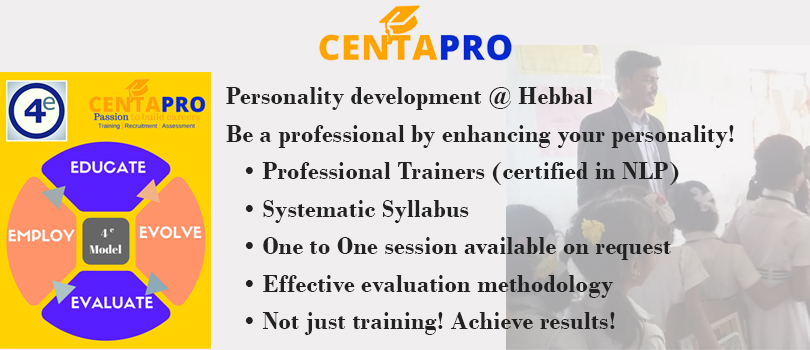 CENTAPRO
4e
CENTAPRO
Passion to build careers
Training | Recruitment | Assessment
EDUCATE
EMPLOY
4 e
Model
EVOLVE
EVALUATE
Personality development @ Hebbal
Be a professional by enhancing your personality!
• Professional Trainers (certified in NLP)
• Systematic Syllabus
• One to One session available on request
• Effective evaluation methodology
• Not just training! Achieve results!